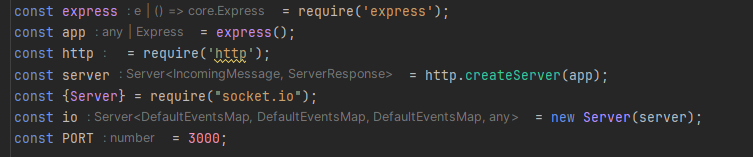 const express : e | () => core.Express = require('express');
const app : any | Express = express();
const http : = require('http');
const server : Server<IncomingMessage, ServerResponse> = http.createServer(app);
const {Server} = require("socket.io");
const io : Server<DefaultEventsMap, DefaultEventsMap, DefaultEventsMap, any> = new Server(server);
const PORT : number = 3000;